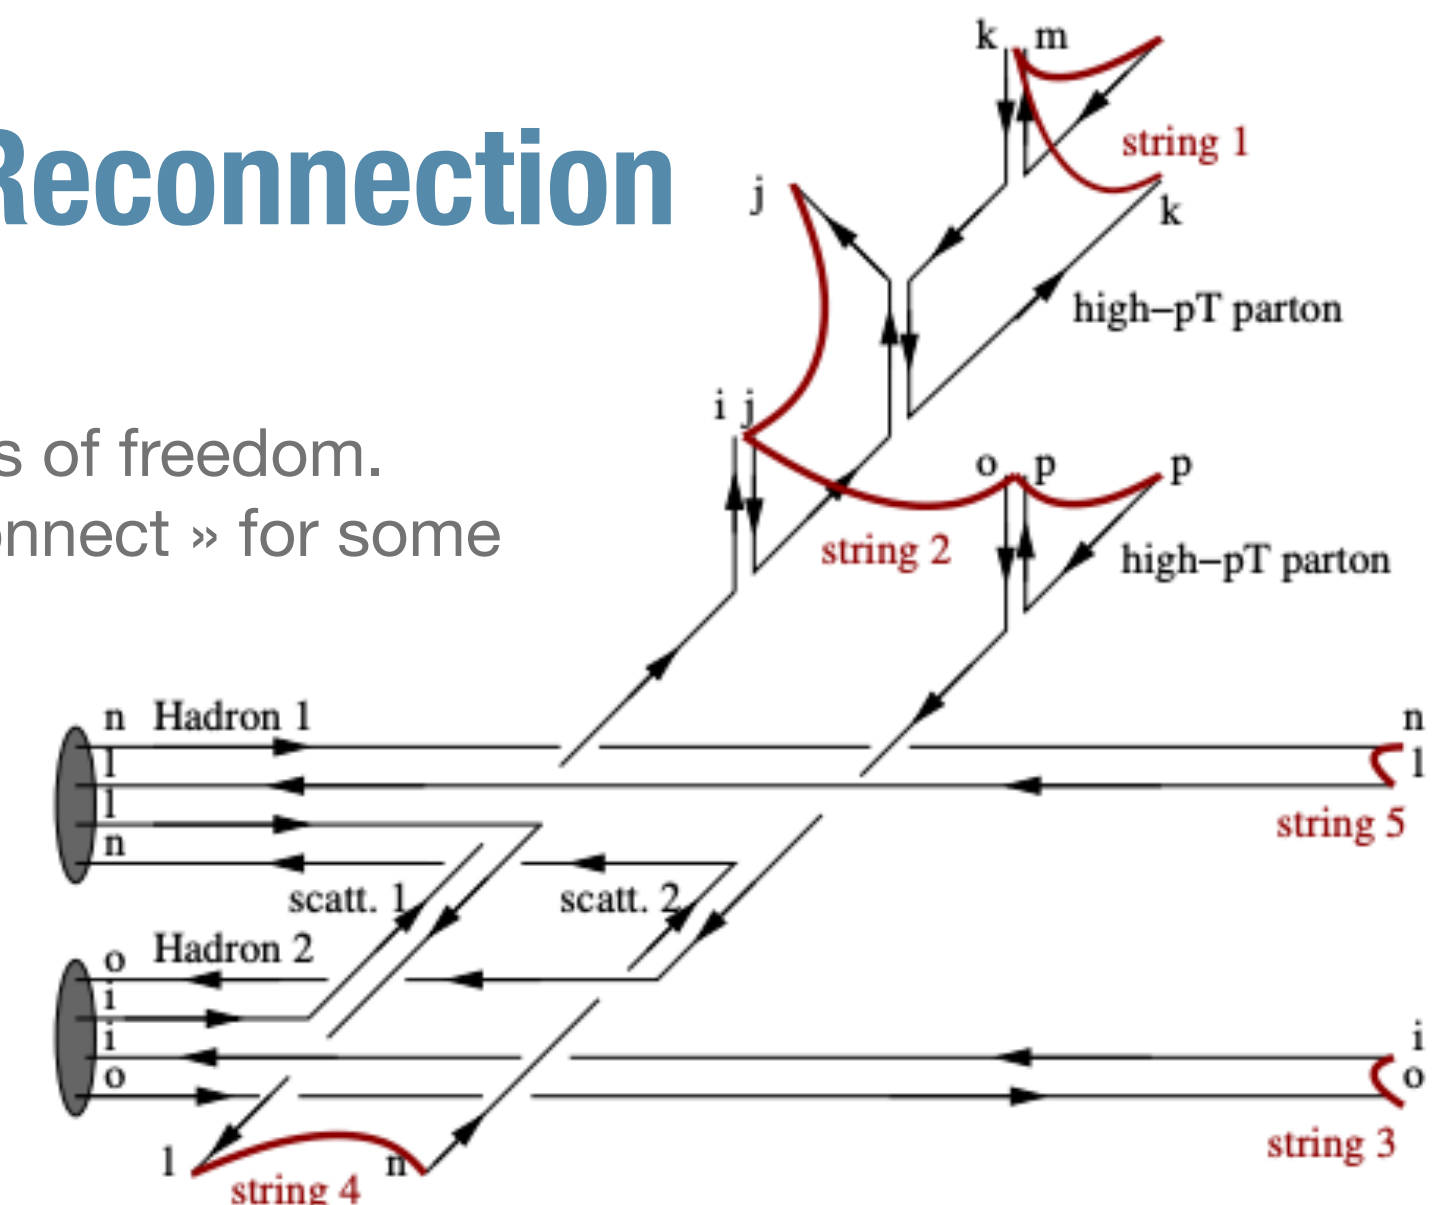 k m
Reconnection
string 1
j
k
high–pT parton
i j
s of freedom.
o p p
onnect » for some
string 2
high–pT parton
n Hadron 1
n
l
l
l
string 5
n
scatt. 1
scatt. 2
o Hadron 2
i
i
i
o
o
string 3
l
n
string 4